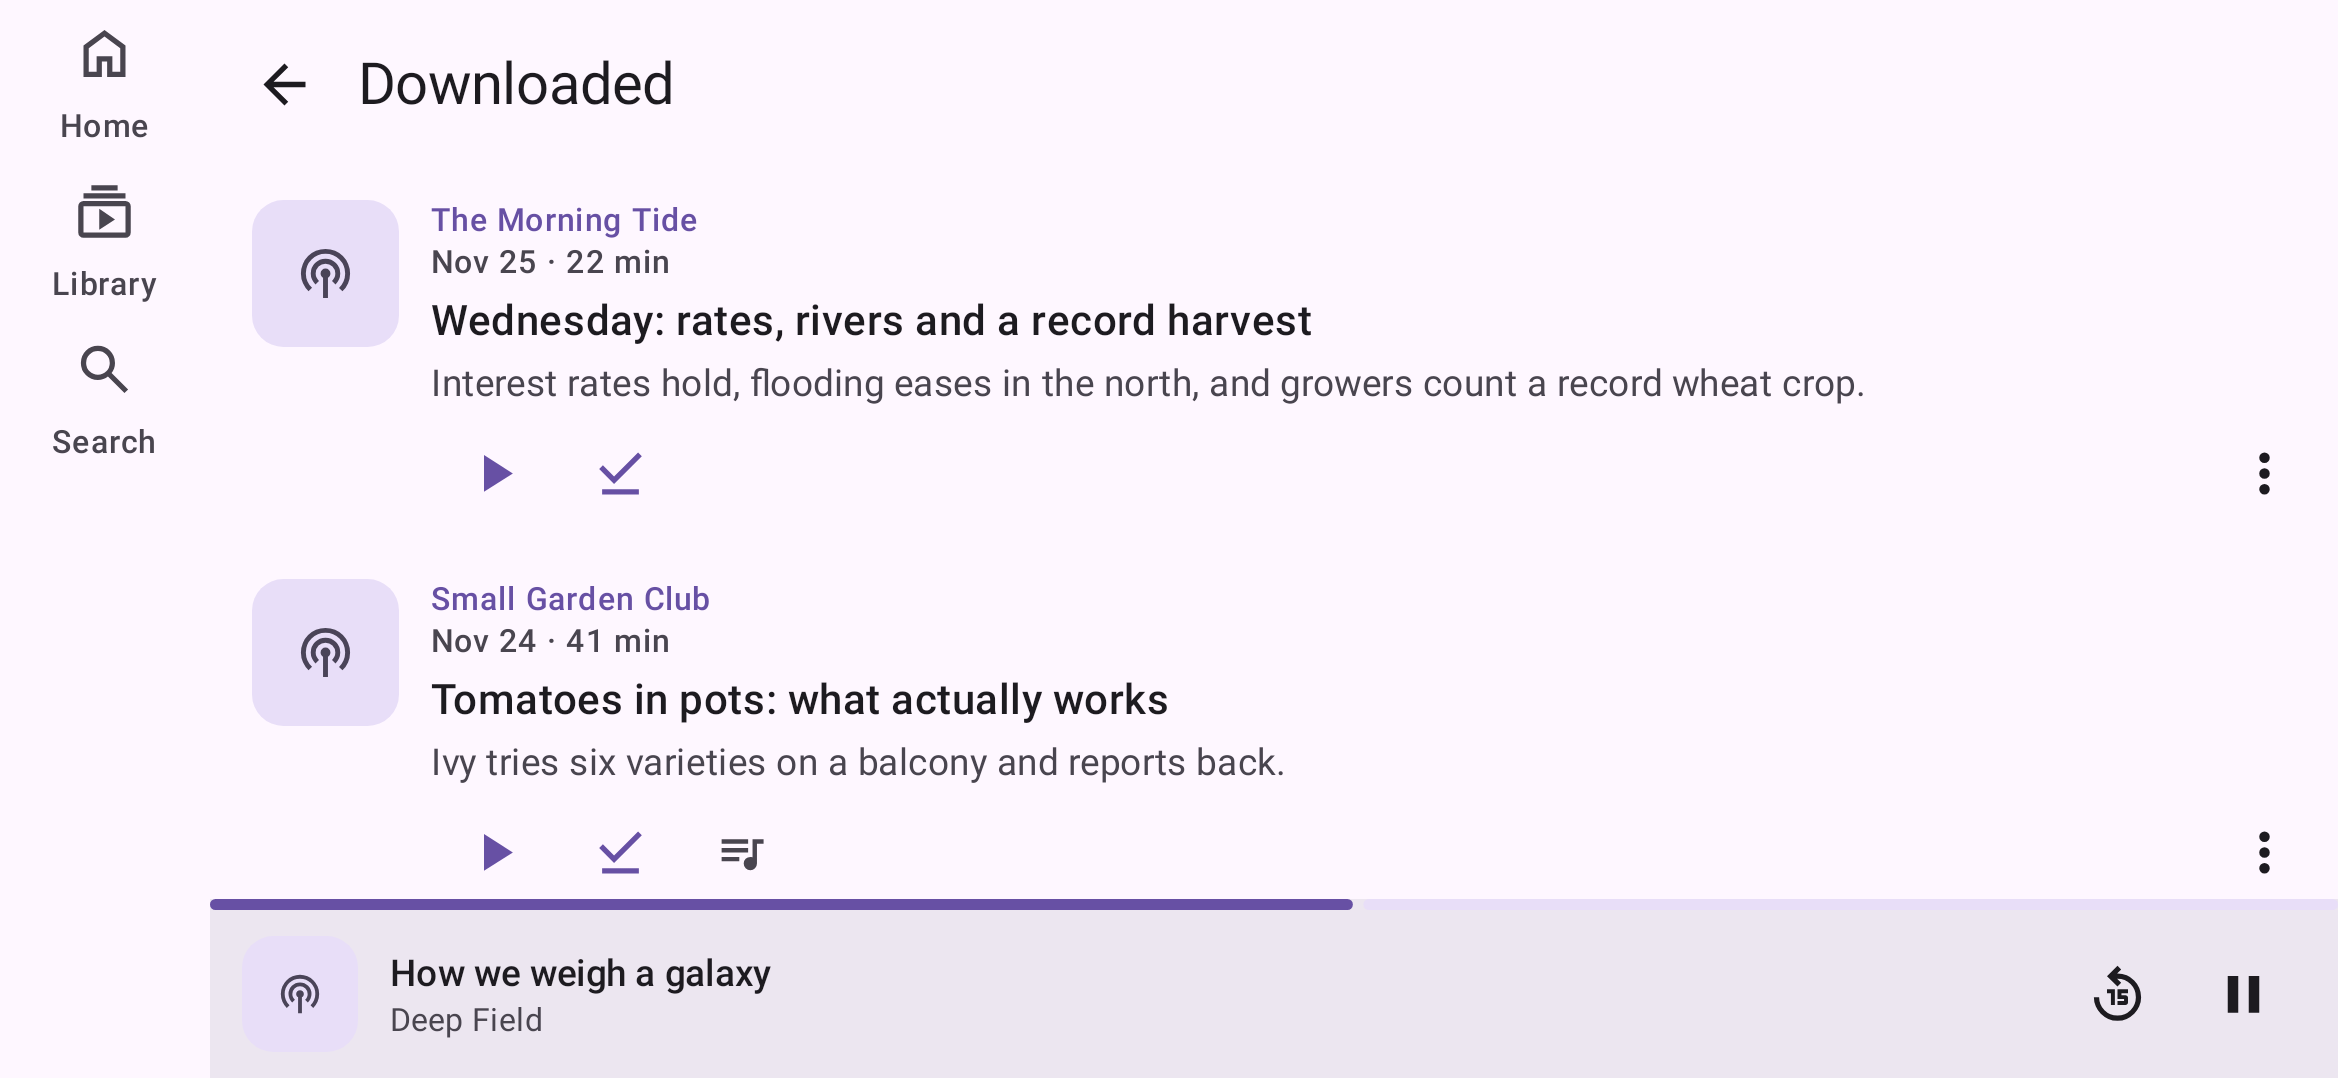 Home
Library
Search
Downloaded
The Morning Tide
Nov 25 · 22 min
Wednesday: rates, rivers and a record harvest
Interest rates hold, flooding eases in the north, and growers count a record wheat crop.
Small Garden Club
Nov 24 · 41 min
Tomatoes in pots: what actually works
Ivy tries six varieties on a balcony and reports back.
How we weigh a galaxy
Deep Field
15